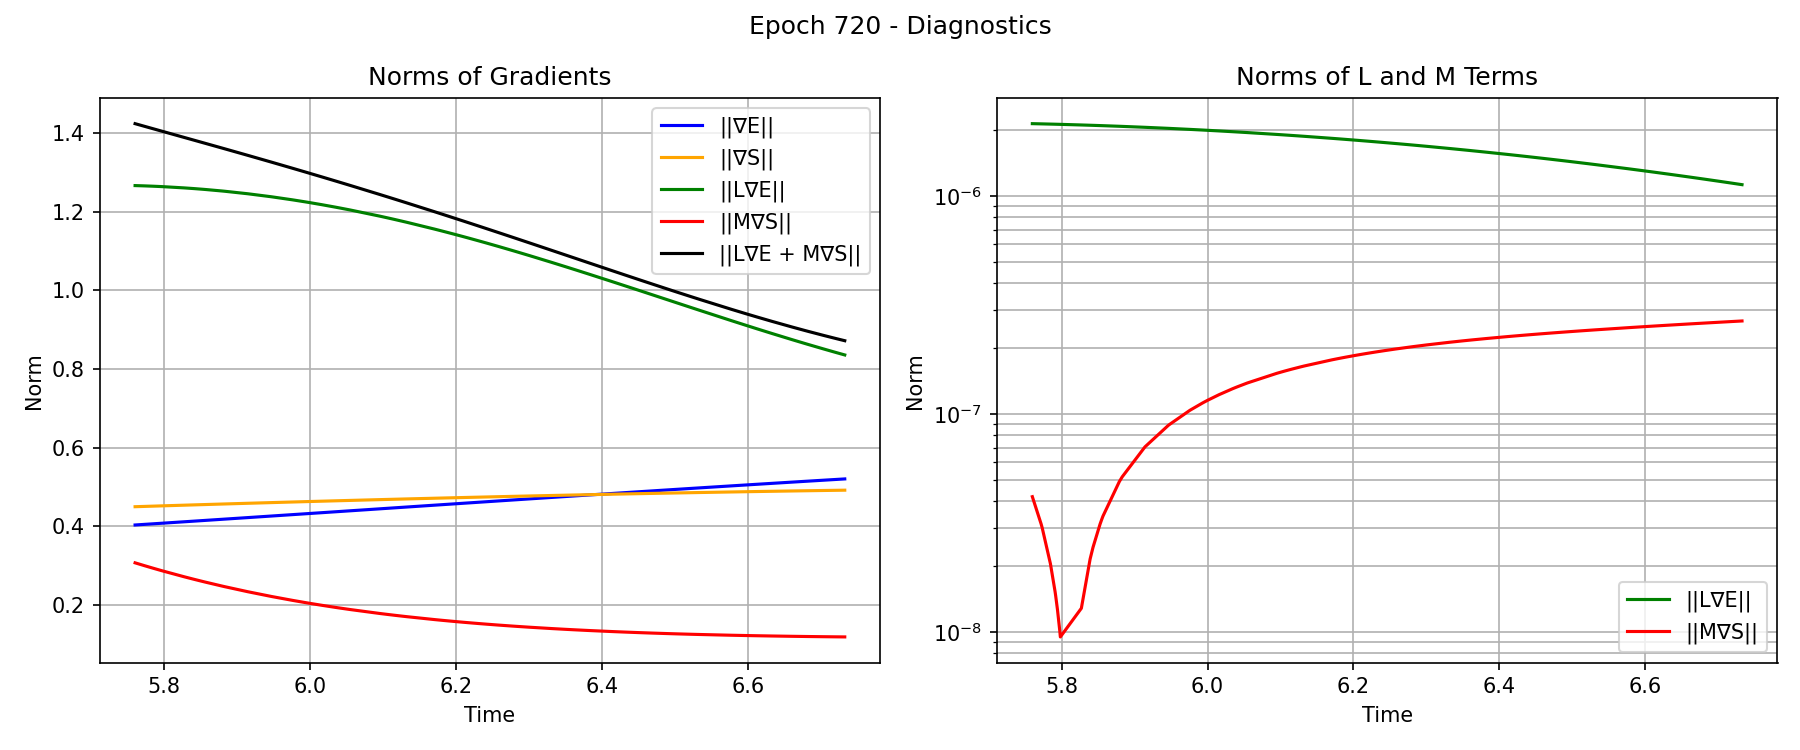 Epoch 720 - Diagnostics
Norms of Gradients
Norm
1.4
1.2
1.0
0.8
0.6
0.4
0.2
5.8 6.0 6.2 6.4 6.6
Time
||∇E||
||∇S||
||L∇E||
||M∇S||
||L∇E + M∇S||
Norms of L and M Terms
Norm
10⁻⁶
10⁻⁷
10⁻⁸
5.8 6.0 6.2 6.4 6.6
Time
||L∇E||
||M∇S||